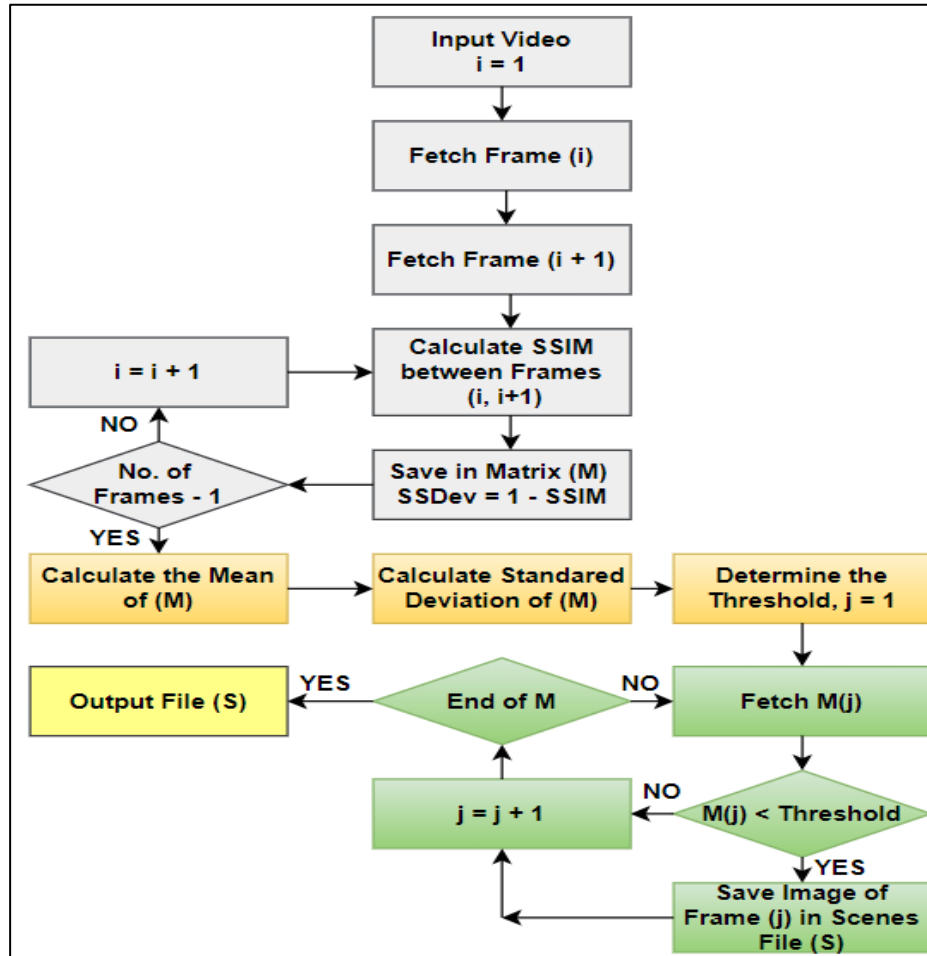 Input Video
i = 1
Fetch Frame (i)
Fetch Frame (i + 1)
i = i + 1
Calculate SSIM
between Frames
(i, i+1)
NO
No. of
Frames - 1
Save in Matrix (M)
SSDev = 1 - SSIM
YES
Calculate the Mean
of (M)
Calculate Standared
Deviation of (M)
Determine the
Threshold, j = 1
Output File (S)
YES
End of M
NO
Fetch M(j)
j = j + 1
NO
M(j) < Threshold
YES
Save Image of
Frame (j) in Scenes
File (S)